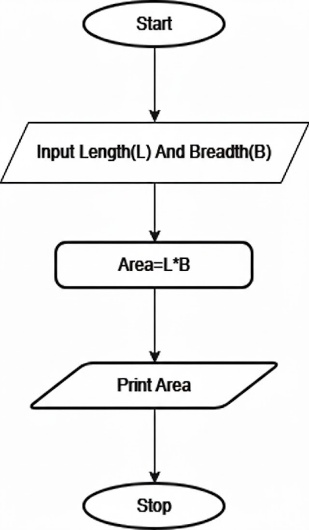 Start
Input Length(L) And Breadth(B)
Area=L*B
Print Area
Stop